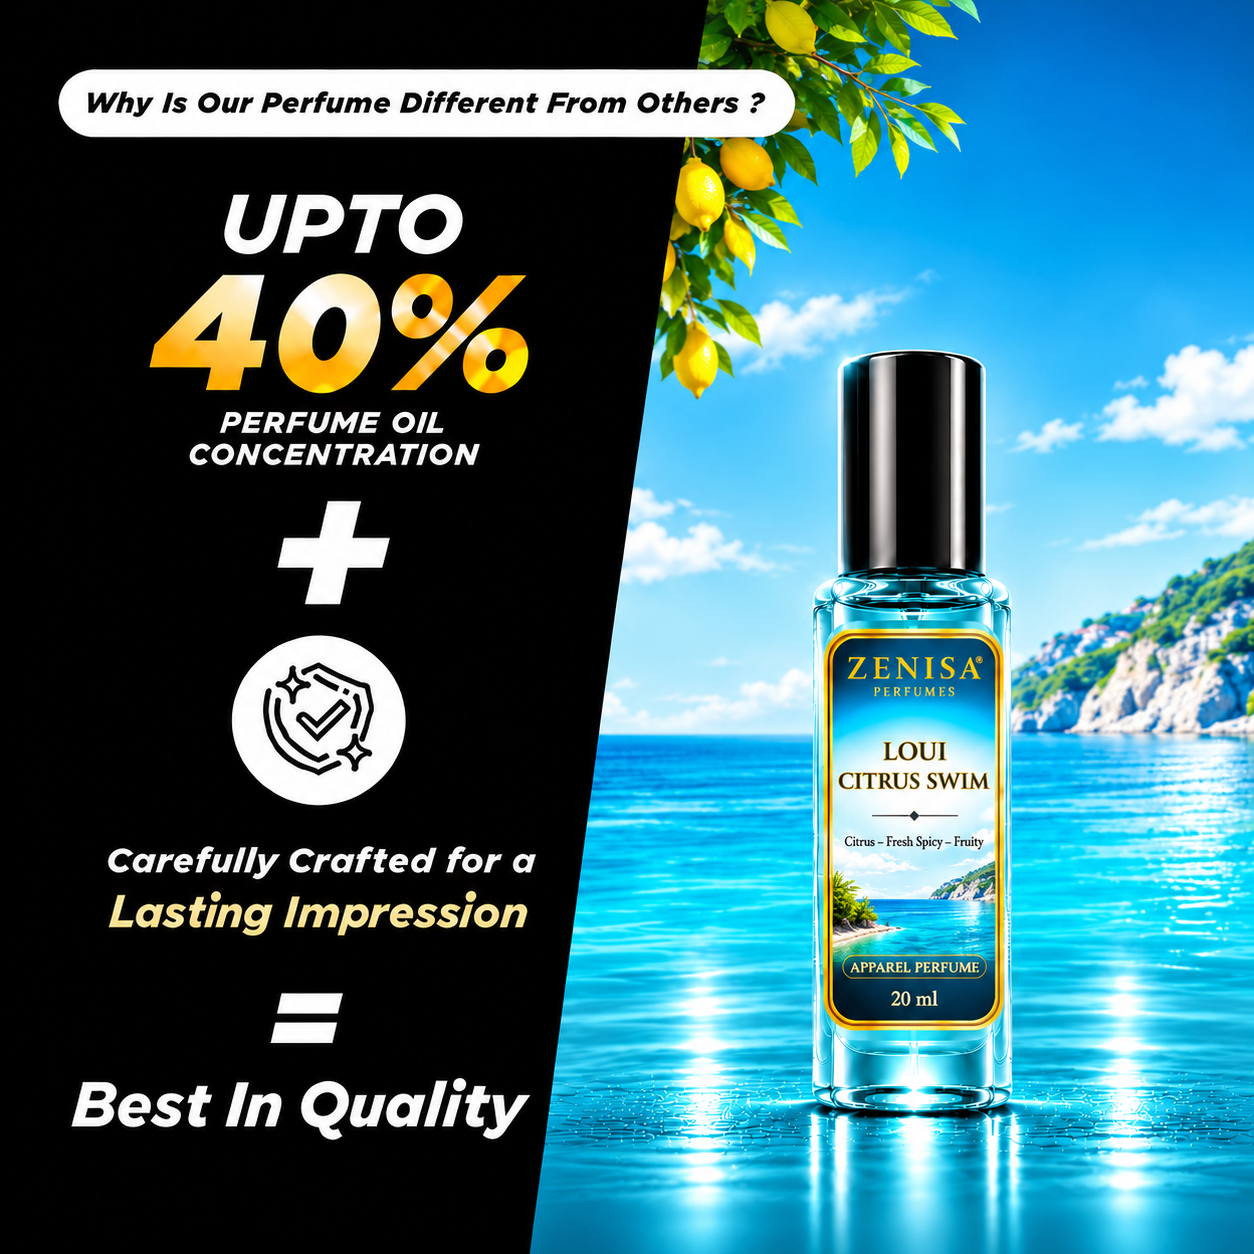 Why Is Our Perfume Different From Others ?
UPTO
40%
PERFUME OIL
CONCENTRATION
+
Carefully Crafted for a
Lasting Impression
=
Best In Quality
ZENISA®
PERFUMES
LOUI
CITRUS SWIM
Citrus – Fresh Spicy – Fruity
APPAREL PERFUME
20 ml